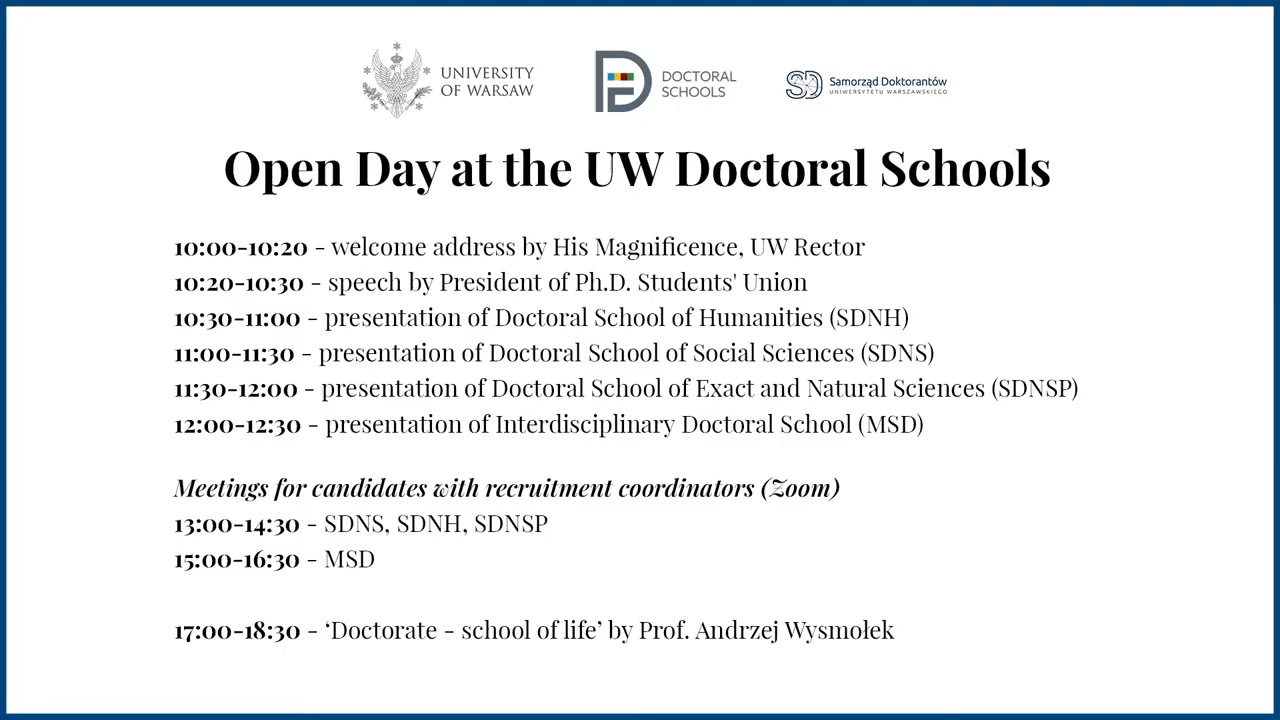 UNIVERSITY
OF WARSAW
DOCTORAL
SCHOOLS
SD
Samorząd Doktorantów
UNIWERSYTETU WARSZAWSKIEGO
Open Day at the UW Doctoral Schools
10:00-10:20 - welcome address by His Magnificence, UW Rector
10:20-10:30 - speech by President of Ph.D. Students' Union
10:30-11:00 - presentation of Doctoral School of Humanities (SDNH)
11:00-11:30 - presentation of Doctoral School of Social Sciences (SDNS)
11:30-12:00 - presentation of Doctoral School of Exact and Natural Sciences (SDNSP)
12:00-12:30 - presentation of Interdisciplinary Doctoral School (MSD)
Meetings for candidates with recruitment coordinators (Zoom)
13:00-14:30 - SDNS, SDNH, SDNSP
15:00-16:30 - MSD
17:00-18:30 - ‘Doctorate - school of life’ by Prof. Andrzej Wysmołek